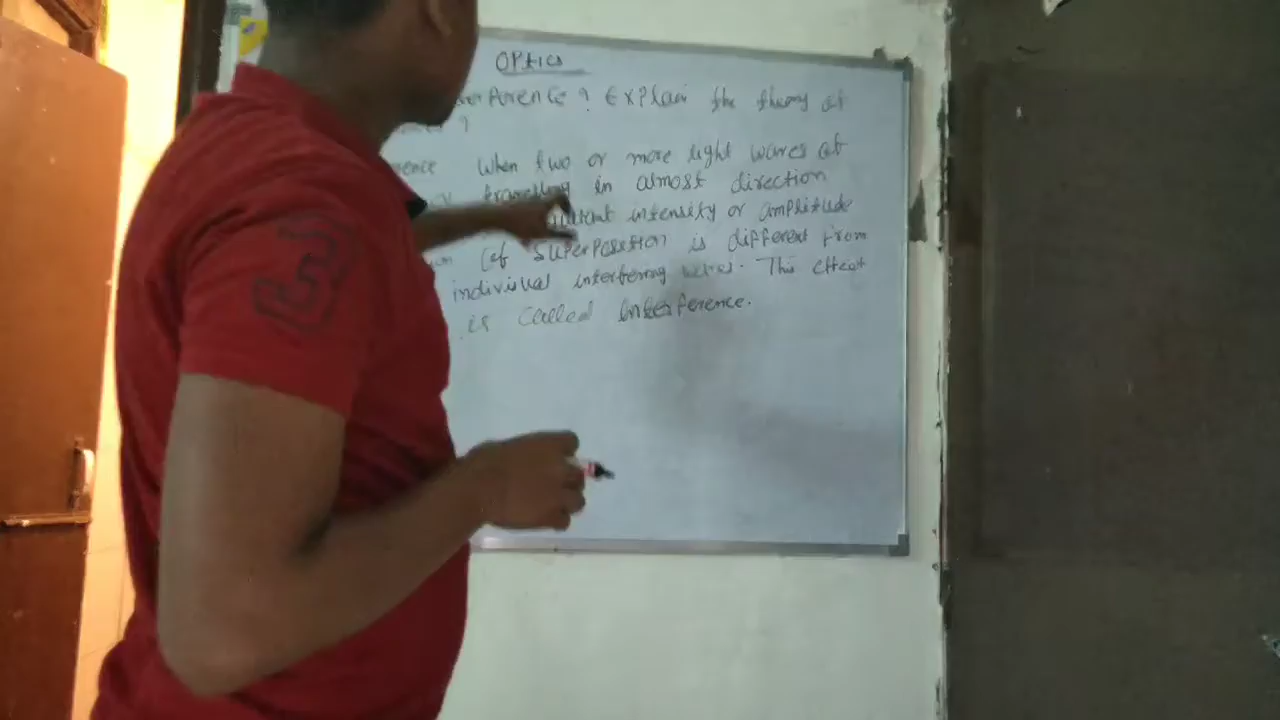 OPtics
? Explain the theory of
?
When two or more light waves of
travelling in almost direction
intensity or amplitude
of superposition is different from
individual interfering waves. This effect
is called interference.
3